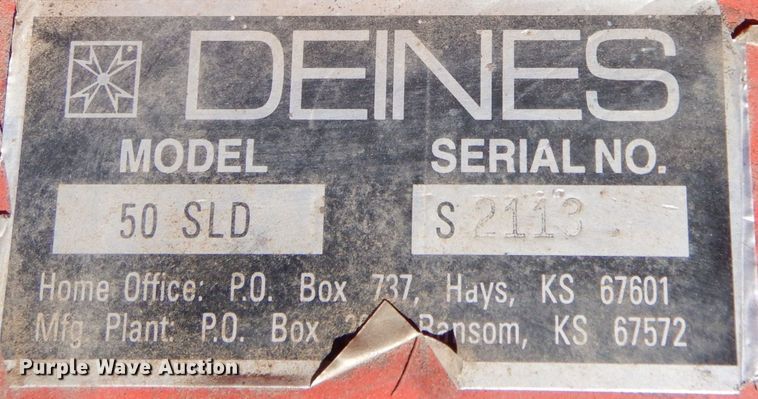 DEINES
MODEL SERIAL NO.
50 SLD S 2113
Home Office: P.O. Box 737, Hays, KS 67601
Mfg Plant: P.O. Box Ransom, KS 67572
Purple Wave Auction